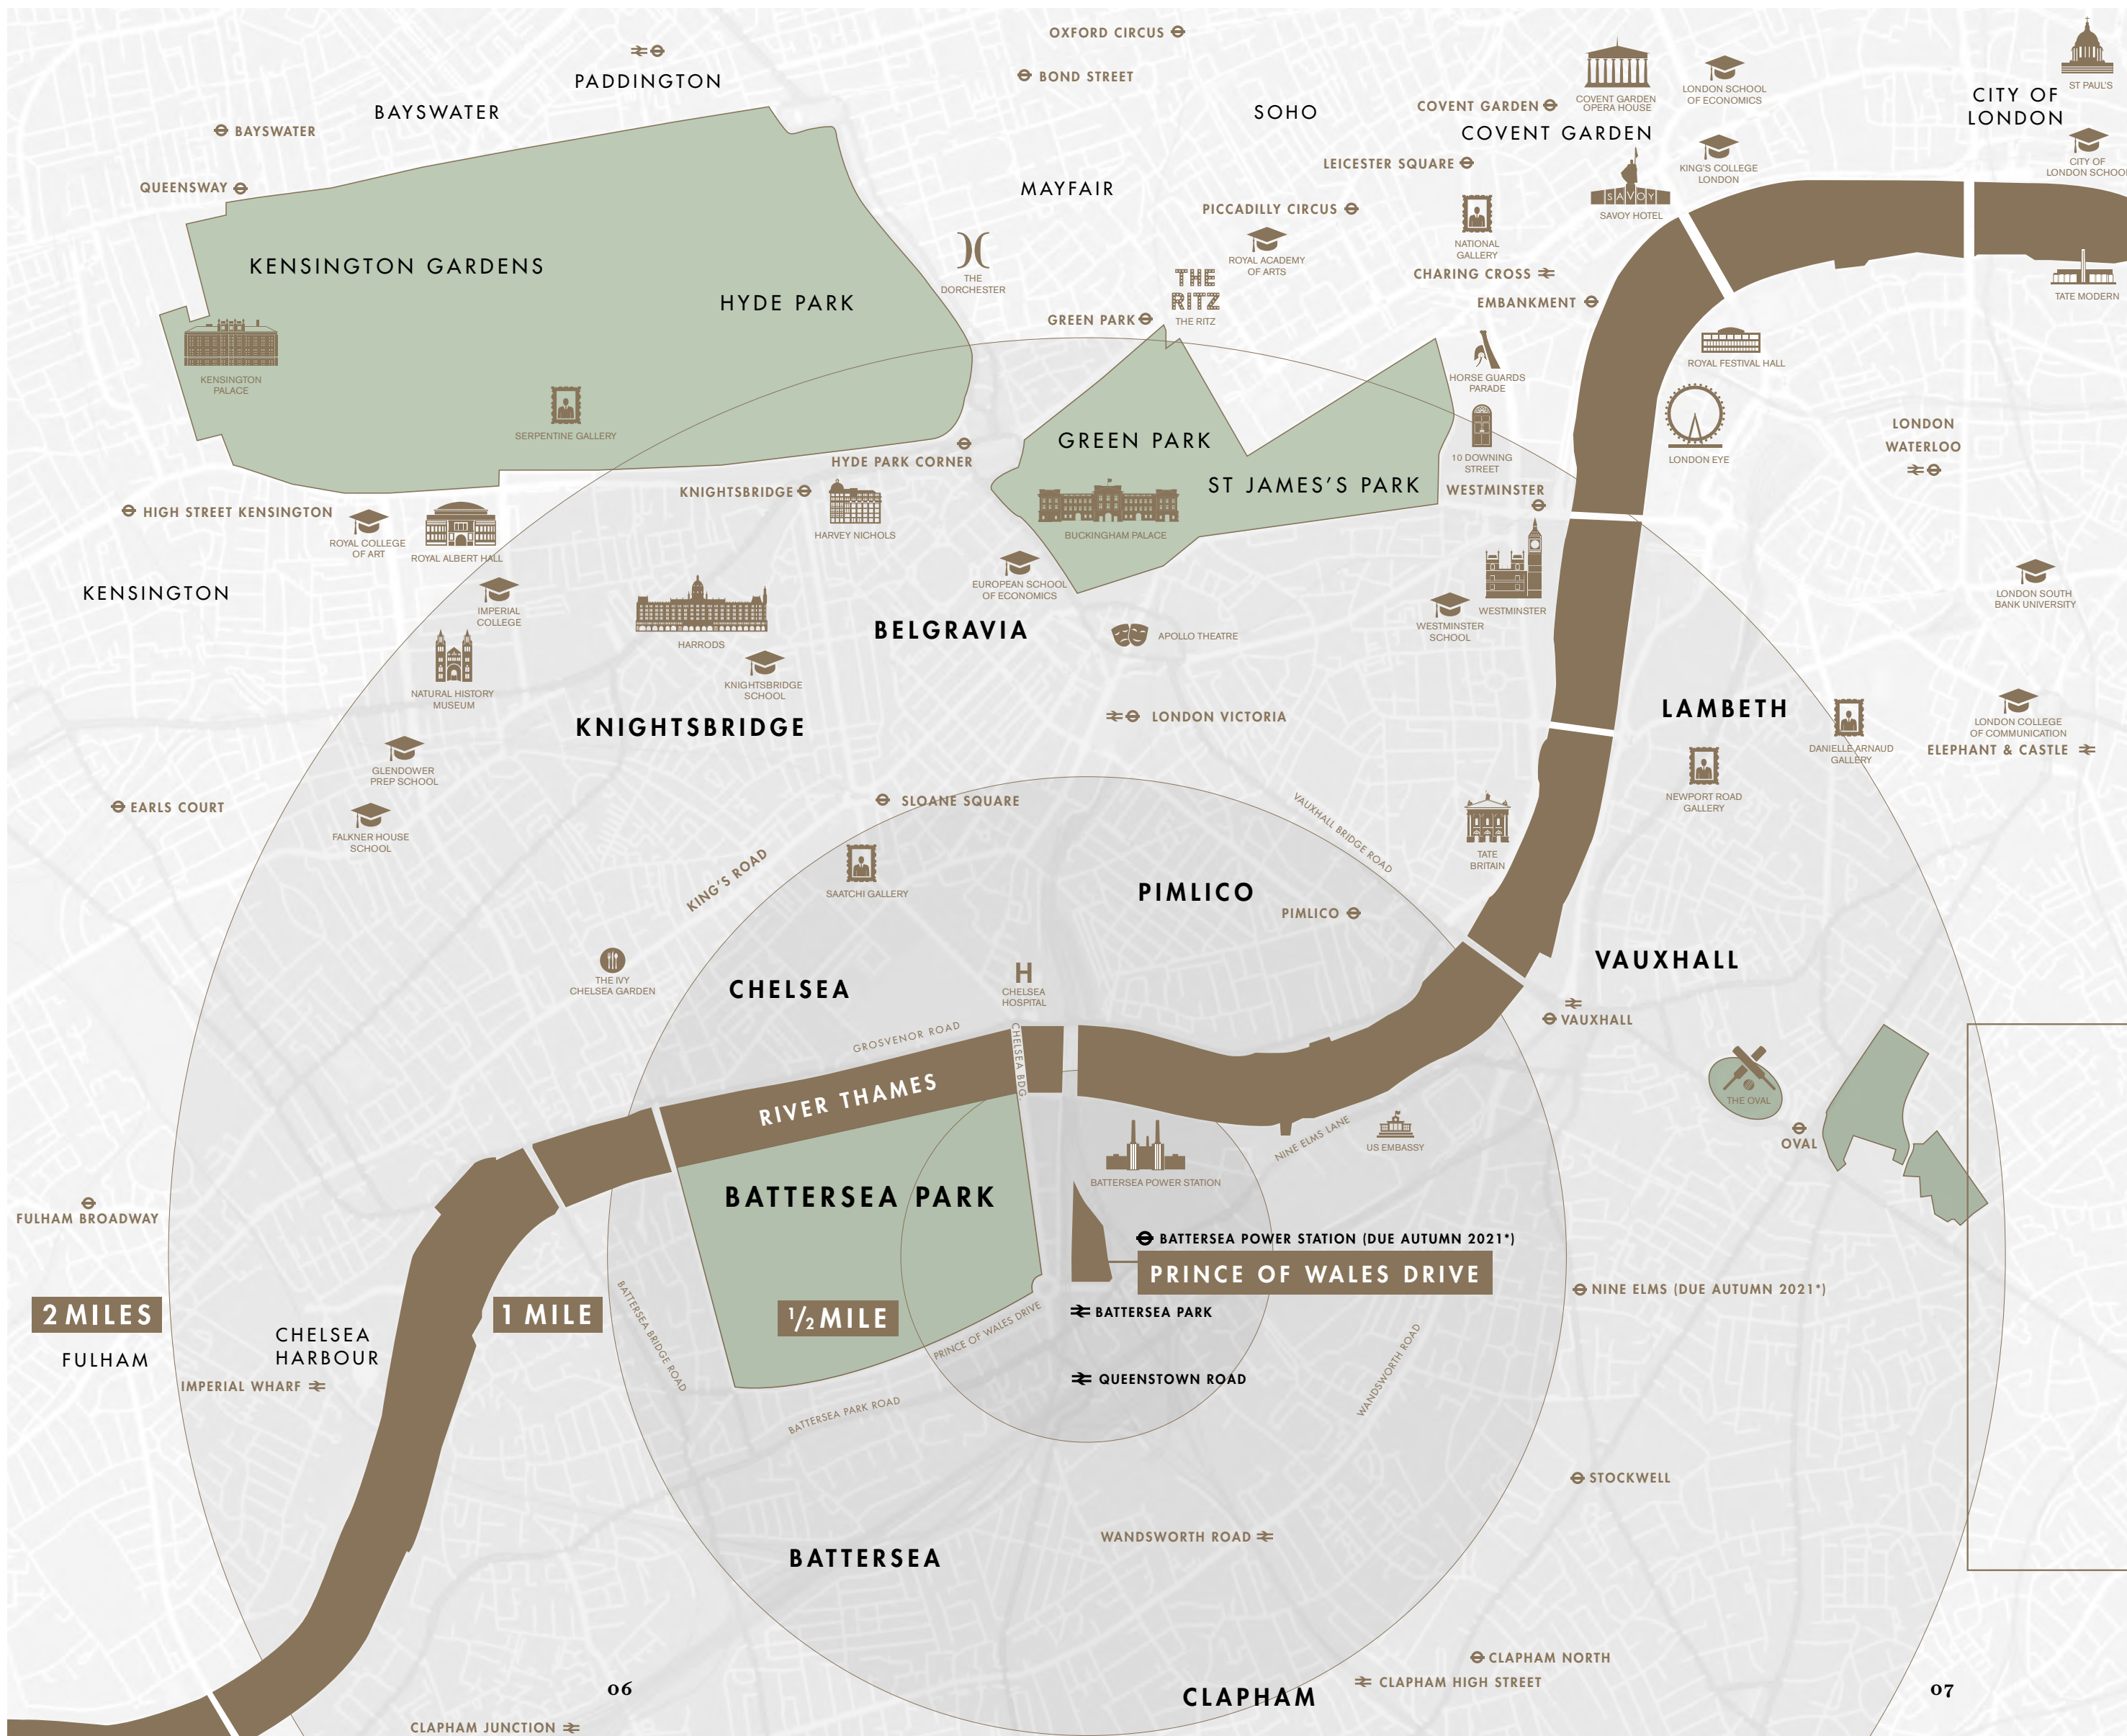 OXFORD CIRCUS
BOND STREET
PADDINGTON
BAYSWATER
BAYSWATER
QUEENSWAY
SOHO
COVENT GARDEN
COVENT GARDEN
OPERA HOUSE
LONDON SCHOOL
OF ECONOMICS
ST PAUL'S
CITY OF
LONDON
COVENT GARDEN
LEICESTER SQUARE
KING'S COLLEGE
LONDON
CITY OF
LONDON SCHOOL
MAYFAIR
PICCADILLY CIRCUS
SAVOY
SAVOY HOTEL
NATIONAL
GALLERY
ROYAL ACADEMY
OF ARTS
CHARING CROSS
THE
DORCHESTER
THE
RITZ
THE RITZ
EMBANKMENT
TATE MODERN
KENSINGTON GARDENS
HYDE PARK
GREEN PARK
KENSINGTON
PALACE
SERPENTINE GALLERY
HORSE GUARDS
PARADE
ROYAL FESTIVAL HALL
LONDON EYE
LONDON
WATERLOO
GREEN PARK
10 DOWNING
STREET
HYDE PARK CORNER
ST JAMES'S PARK
WESTMINSTER
KNIGHTSBRIDGE
HARVEY NICHOLS
BUCKINGHAM PALACE
HIGH STREET KENSINGTON
ROYAL COLLEGE
OF ART
ROYAL ALBERT HALL
KENSINGTON
IMPERIAL
COLLEGE
EUROPEAN SCHOOL
OF ECONOMICS
WESTMINSTER
WESTMINSTER
SCHOOL
LONDON SOUTH
BANK UNIVERSITY
HARRODS
BELGRAVIA
APOLLO THEATRE
NATURAL HISTORY
MUSEUM
KNIGHTSBRIDGE
SCHOOL
KNIGHTSBRIDGE
LONDON VICTORIA
LAMBETH
DANIELLE ARNAUD
GALLERY
LONDON COLLEGE
OF COMMUNICATION
ELEPHANT & CASTLE
GLENDOWER
PREP SCHOOL
NEWPORT ROAD
GALLERY
EARLS COURT
FALKNER HOUSE
SCHOOL
SLOANE SQUARE
VAUXHALL BRIDGE ROAD
TATE
BRITAIN
KING'S ROAD
SAATCHI GALLERY
PIMLICO
PIMLICO
THE IVY
CHELSEA GARDEN
CHELSEA
H
CHELSEA
HOSPITAL
VAUXHALL
VAUXHALL
GROSVENOR ROAD
CHELSEA BDG
RIVER THAMES
THE OVAL
OVAL
NINE ELMS LANE
US EMBASSY
BATTERSEA POWER STATION
BATTERSEA PARK
FULHAM BROADWAY
BATTERSEA POWER STATION (DUE AUTUMN 2021*)
PRINCE OF WALES DRIVE
NINE ELMS (DUE AUTUMN 2021*)
2 MILES
1 MILE
1/2 MILE
BATTERSEA PARK
PRINCE OF WALES DRIVE
BATTERSEA BRIDGE ROAD
CHELSEA
HARBOUR
FULHAM
IMPERIAL WHARF
QUEENSTOWN ROAD
WANDSWORTH ROAD
BATTERSEA PARK ROAD
STOCKWELL
WANDSWORTH ROAD
BATTERSEA
CLAPHAM NORTH
CLAPHAM HIGH STREET
CLAPHAM
06
07
CLAPHAM JUNCTION